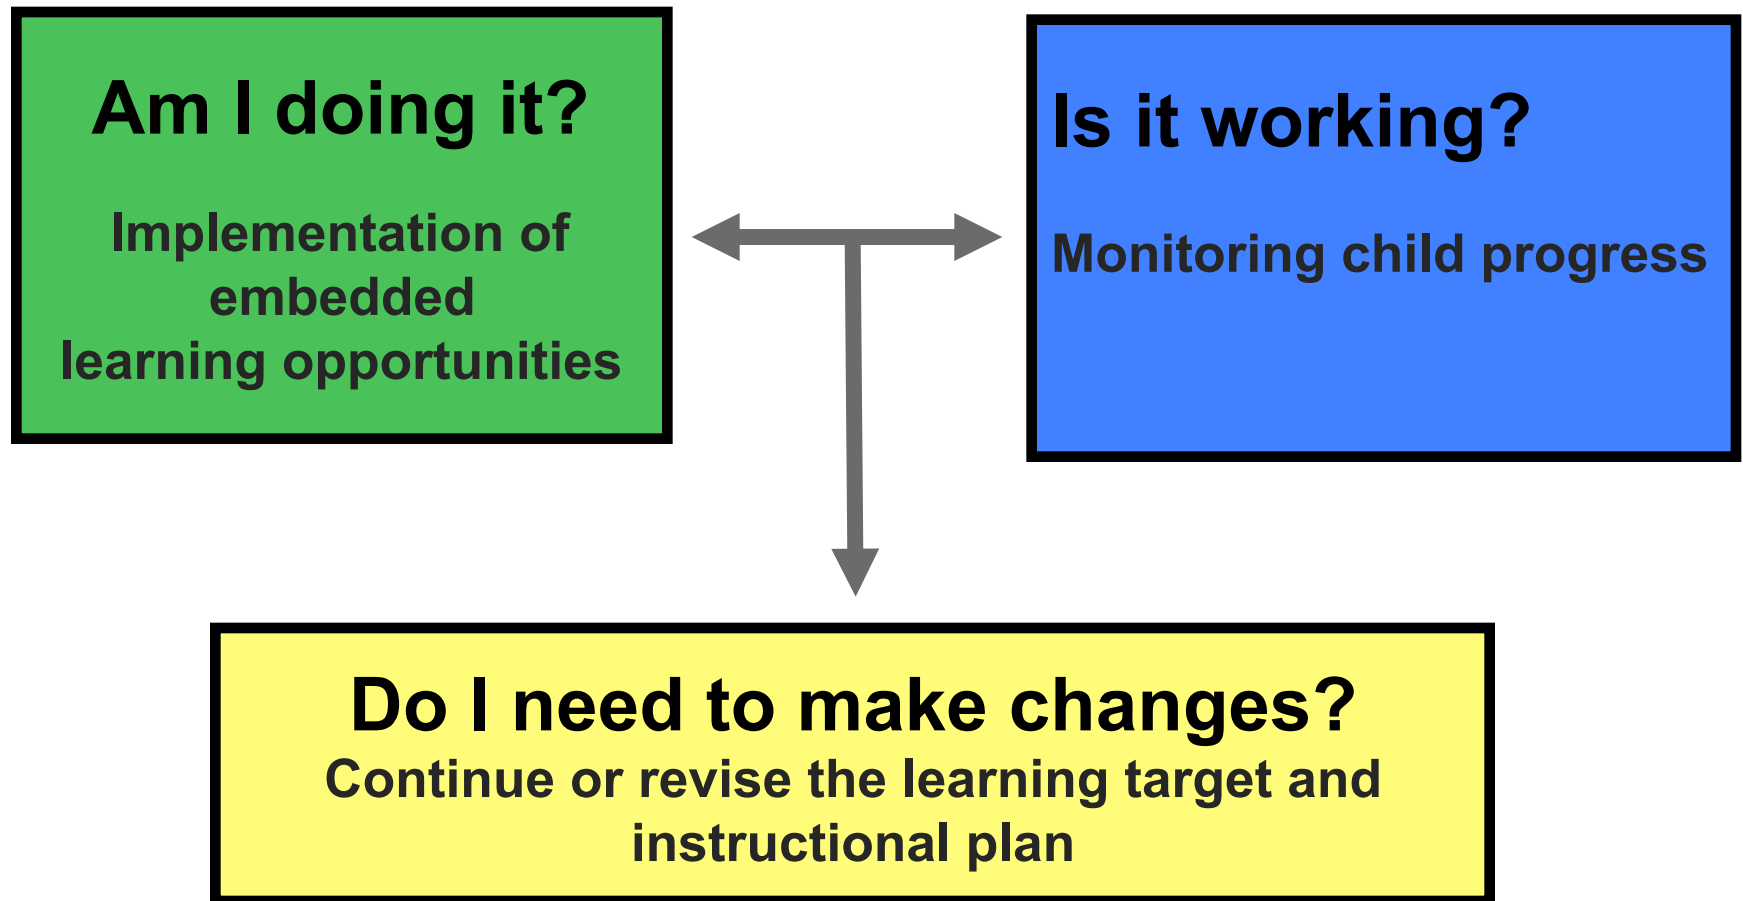 Am I doing it?
Implementation of
embedded
learning opportunities
Is it working?
Monitoring child progress
Do I need to make changes?
Continue or revise the learning target and
instructional plan